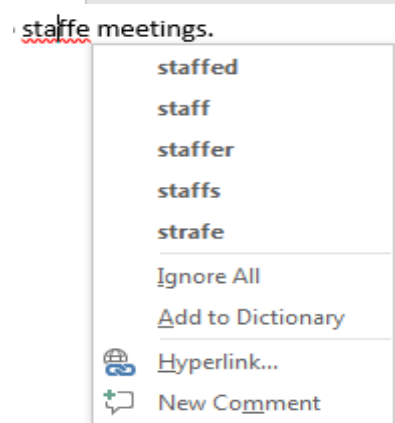 staffe meetings.
staffed
staff
staffer
staffs
strafe
Ignore All
Add to Dictionary
Hyperlink...
New Comment